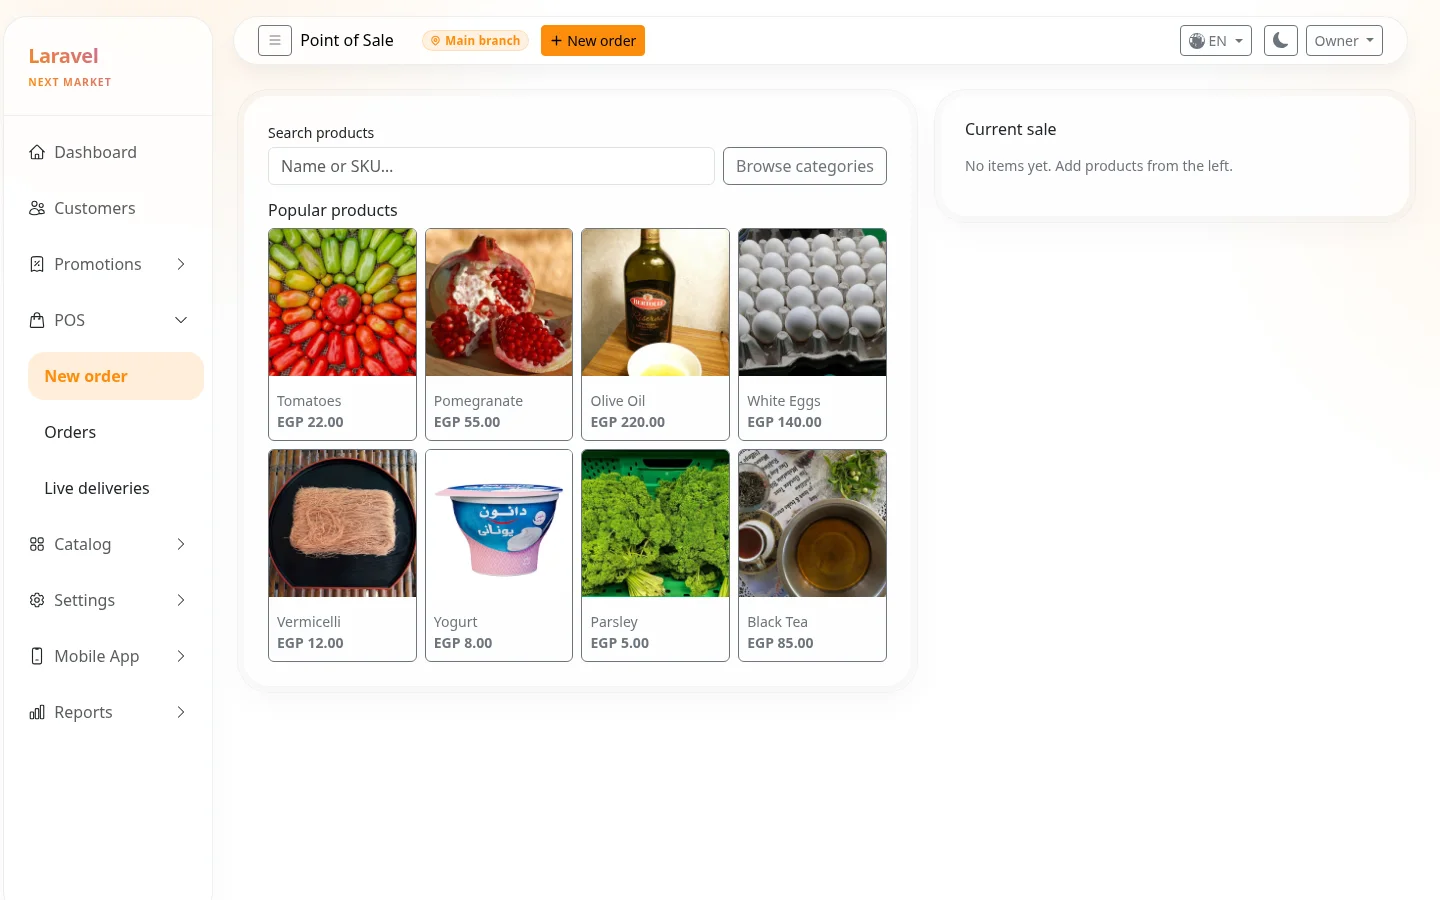 Laravel
NEXT MARKET
Dashboard
Customers
Promotions
POS
New order
Orders
Live deliveries
Catalog
Settings
Mobile App
Reports
Point of Sale
Main branch
New order
EN
Owner
Search products
Name or SKU...
Browse categories
Popular products
BERTOLLI
Tomatoes
EGP 22.00
Pomegranate
EGP 55.00
Olive Oil
EGP 220.00
White Eggs
EGP 140.00
دانون
يوناني
Vermicelli
EGP 12.00
Yogurt
EGP 8.00
Parsley
EGP 5.00
Black Tea
EGP 85.00
Current sale
No items yet. Add products from the left.